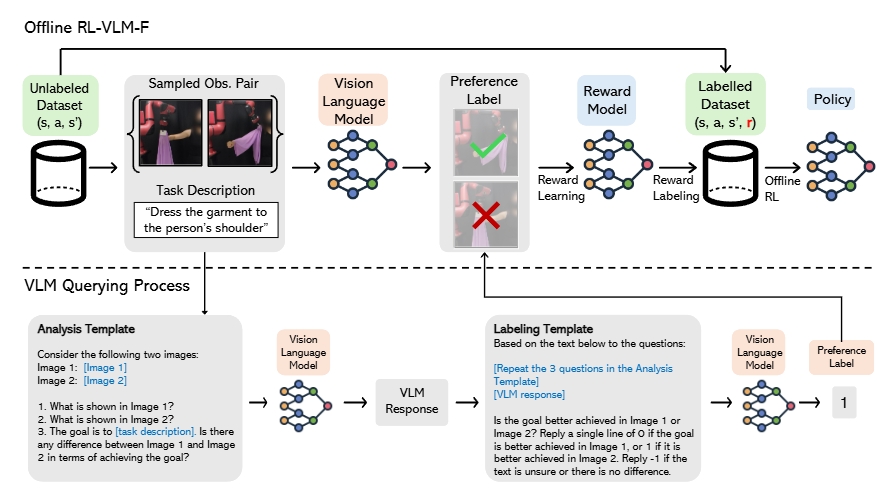 Offline RL-VLM-F
Unlabeled
Dataset
(s, a, s')
Sampled Obs. Pair
Task Description
"Dress the garment to
the person's shoulder"
Vision
Language
Model
Preference
Label
Reward
Learning
Reward
Model
Reward
Labeling
Labelled
Dataset
(s, a, s', r)
Offline
RL
Policy
VLM Querying Process
Analysis Template
Consider the following two images:
Image 1: [Image 1]
Image 2: [Image 2]
1. What is shown in Image 1?
2. What is shown in Image 2?
3. The goal is to [task description]. Is there
any difference between Image 1 and Image
2 in terms of achieving the goal?
Vision
Language
Model
VLM
Response
Labeling Template
Based on the text below to the questions:
[Repeat the 3 questions in the Analysis
Template]
[VLM response]
Is the goal better achieved in Image 1 or
Image 2? Reply a single line of 0 if the goal
is better achieved in Image 1, or 1 if it is
better achieved in Image 2. Reply -1 if the
text is unsure or there is no difference.
Vision
Language
Model
Preference
Label
1